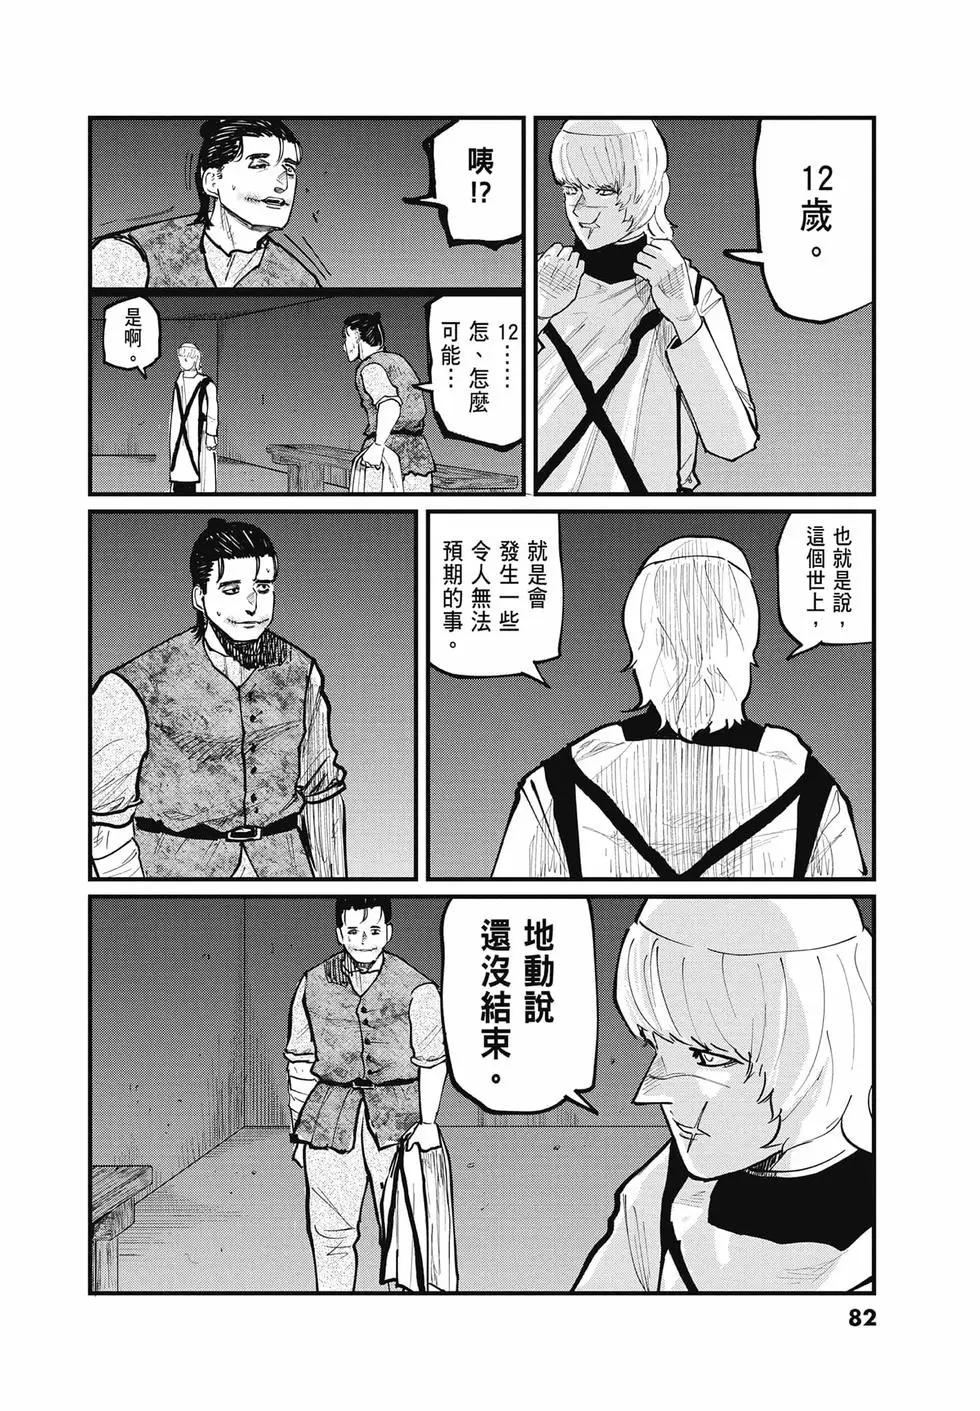 12歲。
咦!?
12……
怎、怎麼
可能…
是啊。
也就是說，
這個世上，
就是會
發生一些
令人無法
預期的事。
地動說
還沒結束。
82